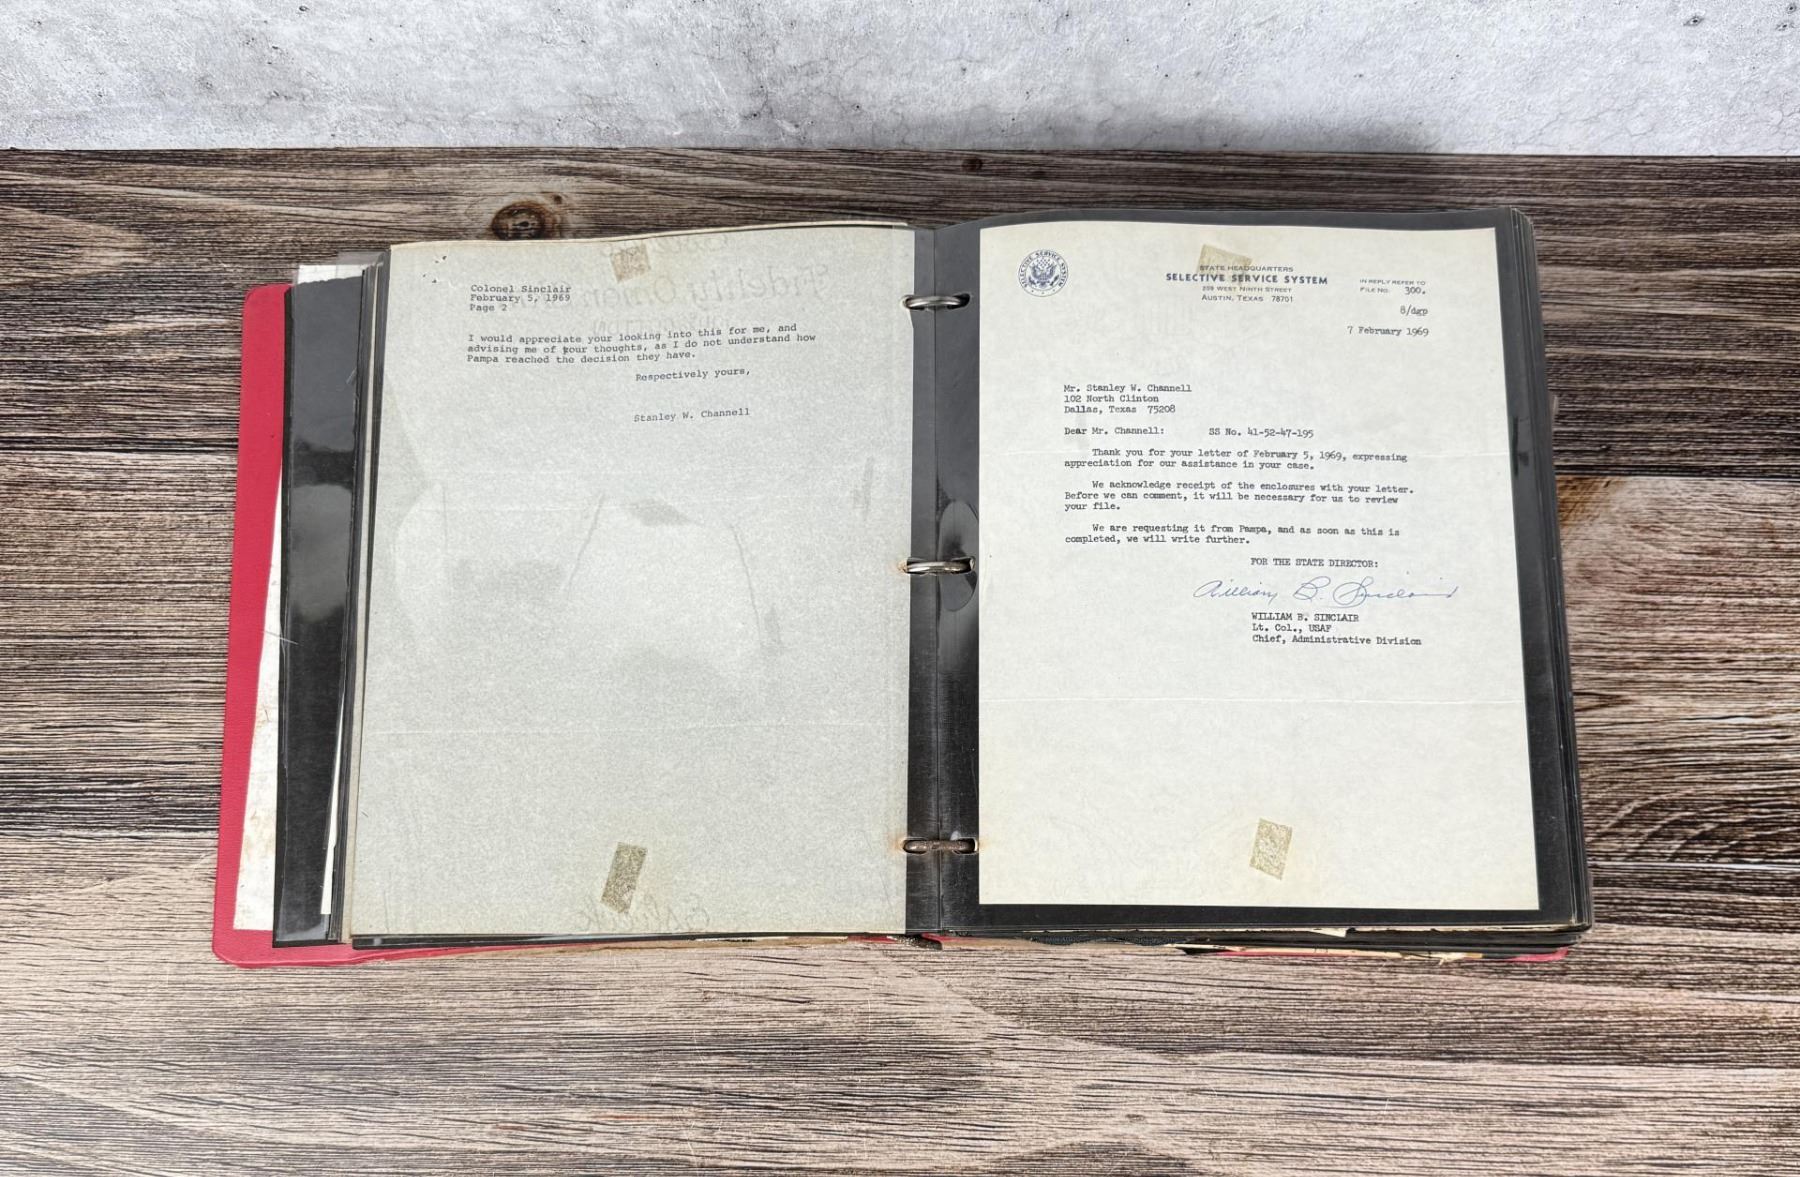 Colonel Sinclair
February 5, 1969
Page 2
I would appreciate your looking into this for me, and
advising me of your thoughts, as I do not understand how
Pampa reached the decision they have.
Respectively yours,
Stanley W. Channell
SELECTIVE SERVICE SYSTEM
STATE HEADQUARTERS
SELECTIVE SERVICE SYSTEM
209 WEST NINTH STREET
AUSTIN, TEXAS 78701
IN REPLY REFER TO
FILE NO. 300.
8/dgp
7 February 1969
Mr. Stanley W. Channell
102 North Clinton
Dallas, Texas 75208
Dear Mr. Channell: SS No. 41-52-47-195
Thank you for your letter of February 5, 1969, expressing
appreciation for our assistance in your case.
We acknowledge receipt of the enclosures with your letter.
Before we can comment, it will be necessary for us to review
your file.
We are requesting it from Pampa, and as soon as this is
completed, we will write further.
FOR THE STATE DIRECTOR:
William B. Sinclair
WILLIAM B. SINCLAIR
Lt. Col., USAF
Chief, Administrative Division